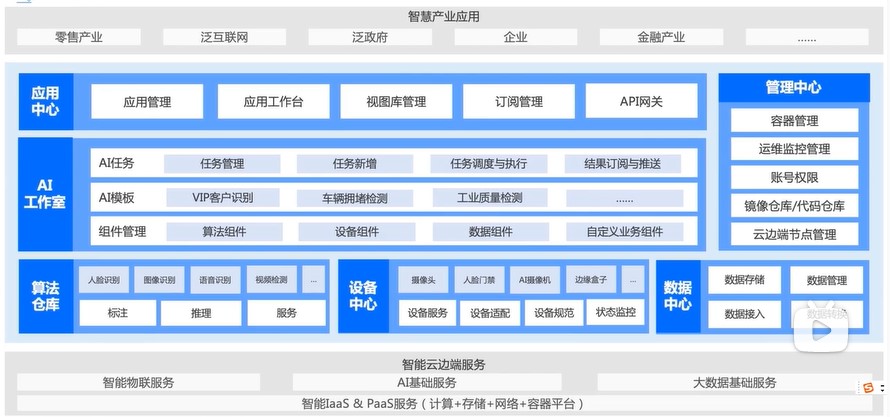 智慧产业应用
零售产业 泛互联网 泛政府 企业 金融产业 ......
应用中心
应用管理 应用工作台 视图库管理 订阅管理 API网关
AI工作室
AI任务 任务管理 任务新增 任务调度与执行 结果订阅与推送
AI模板 VIP客户识别 车辆拥堵检测 工业质量检测 ......
组件管理 算法组件 设备组件 数据组件 自定义业务组件
管理中心
容器管理
运维监控管理
账号权限
镜像仓库/代码仓库
云边端节点管理
算法仓库
人脸识别 图像识别 语音识别 视频检测 ...
标注 推理 服务
设备中心
摄像头 人脸门禁 AI摄像机 边缘盒子 ...
设备服务 设备适配 设备规范 状态监控
数据中心
数据存储 数据管理
数据接入 数据转换
智能云边端服务
智能物联服务 AI基础服务 大数据基础服务
智能IaaS & PaaS服务（计算+存储+网络+容器平台）